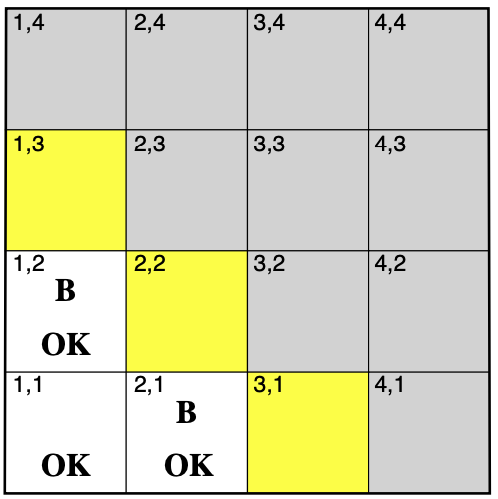 1,4 2,4 3,4 4,4
1,3 2,3 3,3 4,3
1,2 2,2 3,2 4,2
B
OK
1,1 2,1 3,1 4,1
B
OK OK